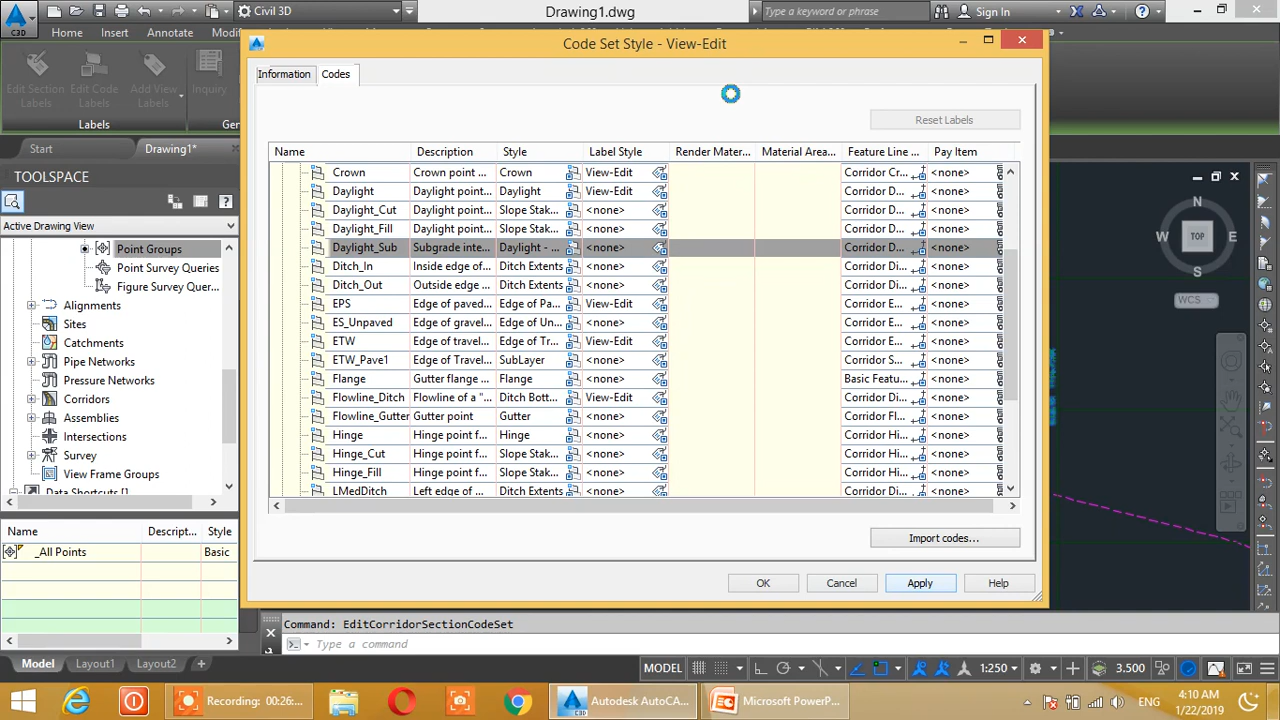 C3D
Civil 3D
Drawing1.dwg
Type a keyword or phrase
Sign In
Home
Insert
Annotate
Edit Section Labels
Edit Code Labels
Add View Labels
Inquiry
Labels
Start
Drawing1*
TOOLSPACE
Active Drawing View
Point Groups
Point Survey Queries
Figure Survey Quer...
Alignments
Sites
Catchments
Pipe Networks
Pressure Networks
Corridors
Assemblies
Intersections
Survey
View Frame Groups
Data Shortcuts []
Name Descript... Style
_All Points Basic
Code Set Style - View-Edit
Information Codes
Reset Labels
Name Description Style Label Style Render Mater... Material Area... Feature Line ... Pay Item
Crown Crown point ... Crown View-Edit Corridor Cr... <none>
Daylight Daylight point... Daylight View-Edit Corridor D... <none>
Daylight_Cut Daylight point... Slope Stak... <none> Corridor D... <none>
Daylight_Fill Daylight point... Slope Stak... <none> Corridor D... <none>
Daylight_Sub Subgrade inte... Daylight - ... <none> Corridor D... <none>
Ditch_In Inside edge of... Ditch Extents <none> Corridor Di... <none>
Ditch_Out Outside edge ... Ditch Extents <none> Corridor Di... <none>
EPS Edge of paved... Edge of Pa... View-Edit Corridor E... <none>
ES_Unpaved Edge of gravel... Edge of Un... <none> Corridor E... <none>
ETW Edge of travel... Edge of Tr... View-Edit Corridor E... <none>
ETW_Pave1 Edge of Travel... SubLayer <none> Corridor S... <none>
Flange Gutter flange ... Flange <none> Basic Featu... <none>
Flowline_Ditch Flowline of a "... Ditch Bott... View-Edit Corridor Di... <none>
Flowline_Gutter Gutter point Gutter <none> Corridor Fl... <none>
Hinge Hinge point f... Hinge <none> Corridor Hi... <none>
Hinge_Cut Hinge point f... Slope Stak... <none> Corridor Hi... <none>
Hinge_Fill Hinge point f... Slope Stak... <none> Corridor Hi... <none>
LMedDitch Left edge of ... Ditch Extents <none> Corridor Di... <none>
Import codes...
OK Cancel Apply Help
N
W TOP E
S
WCS
Command: EditCorridorSectionCodeSet
Type a command
Model Layout1 Layout2 +
MODEL 1:250 3.500
Recording: 00:26:...
Autodesk AutoCA...
Microsoft PowerP...
ENG
4:10 AM
1/22/2019